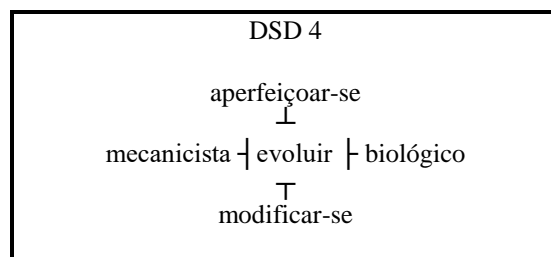 DSD 4
aperfeiçoar-se
┴
mecanicista ┤evoluir ├ biológico
┬
modificar-se